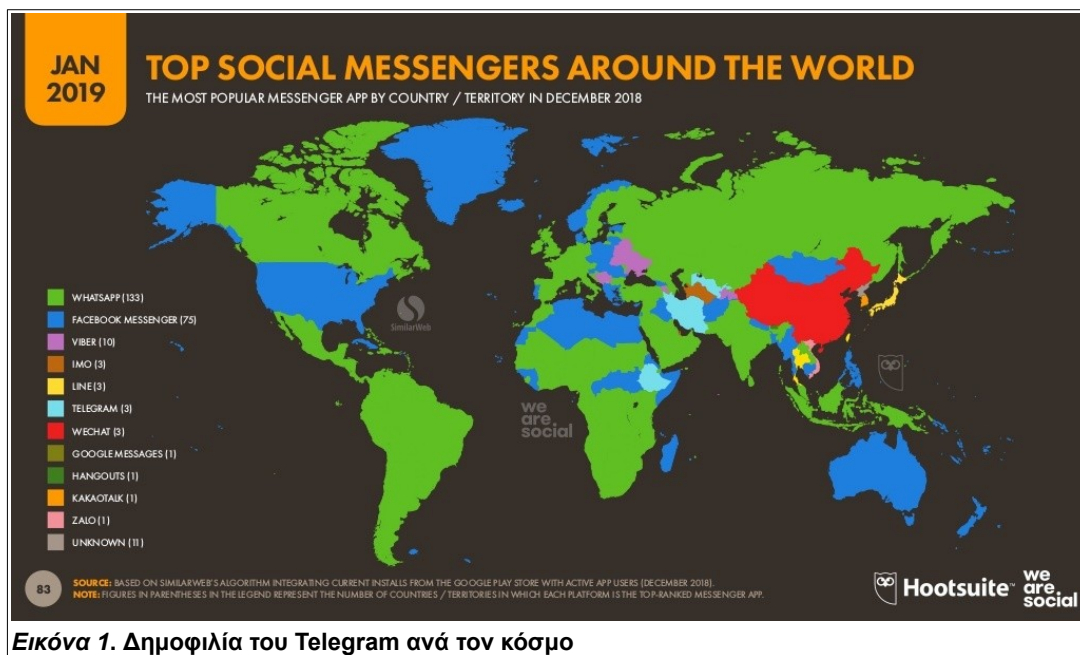 JAN
2019
TOP SOCIAL MESSENGERS AROUND THE WORLD
THE MOST POPULAR MESSENGER APP BY COUNTRY / TERRITORY IN DECEMBER 2018
WHATSAPP (133)
FACEBOOK MESSENGER (75)
VIBER (10)
IMO (3)
LINE (3)
TELEGRAM (3)
WECHAT (3)
GOOGLE MESSAGES (1)
HANGOUTS (1)
KAKAOTALK (1)
ZALO (1)
UNKNOWN (11)
SimilarWeb
we
are
social
83
SOURCE: BASED ON SIMILARWEB'S ALGORITHM INTEGRATING CURRENT INSTALLS FROM THE GOOGLE PLAY STORE WITH ACTIVE APP USERS (DECEMBER 2018).
NOTE: FIGURES IN PARENTHESES IN THE LEGEND REPRESENT THE NUMBER OF COUNTRIES / TERRITORIES IN WHICH EACH PLATFORM IS THE TOP-RANKED MESSENGER APP.
Hootsuite™
we
are
social
Εικόνα 1. Δημοφιλία του Telegram ανά τον κόσμο